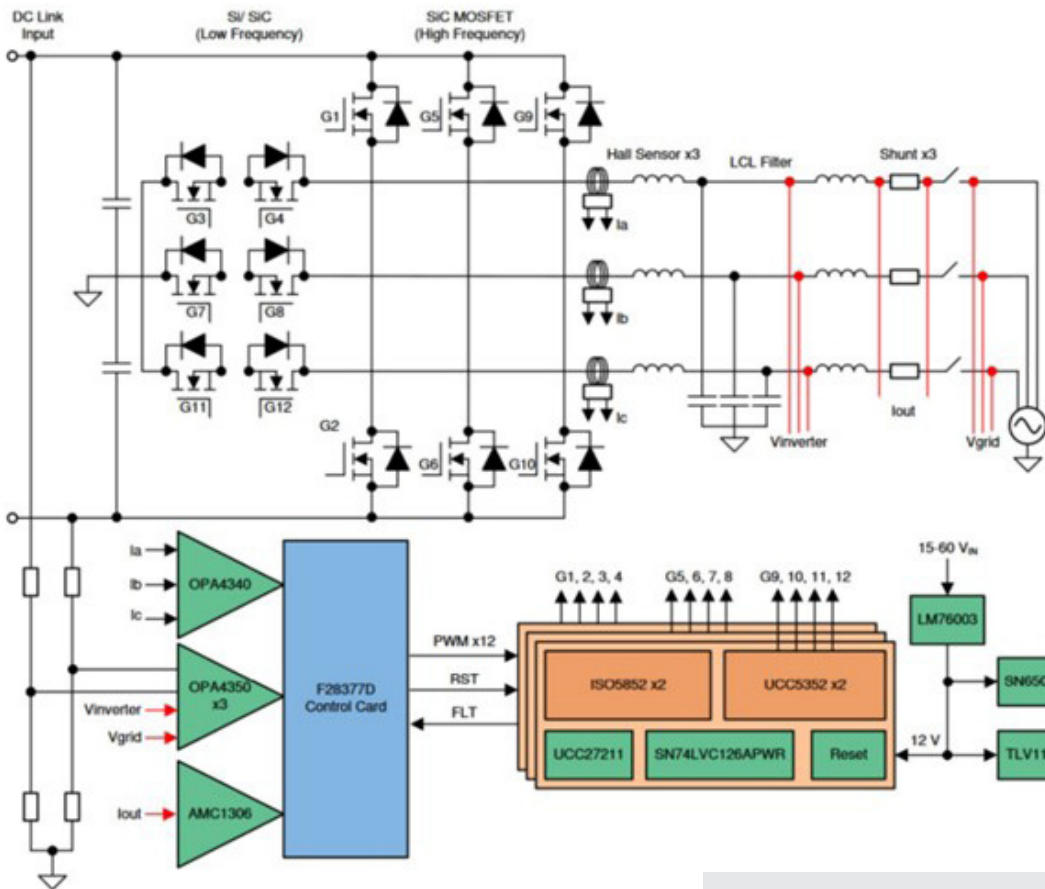 DC Link
Input
Si/ SiC
(Low Frequency)
SiC MOSFET
(High Frequency)
G1
G5
G9
Hall Sensor x3
LCL Filter
Shunt x3
G3
G4
Ia
G7
G8
Ib
G11
G12
Ic
Iout
G2
Vinverter
Vgrid
G6
G10
Ia
Ib
Ic
OPA4340
OPA4350
x3
Vinverter
Vgrid
Iout
AMC1306
F28377D
Control Card
PWM x12
RST
FLT
G1, 2, 3, 4
G5, 6, 7, 8
G9, 10, 11, 12
ISO5852 x2
UCC5352 x2
UCC27211
SN74LVC126APWR
Reset
15-60 VIN
LM76003
12 V
SN650
TLV11